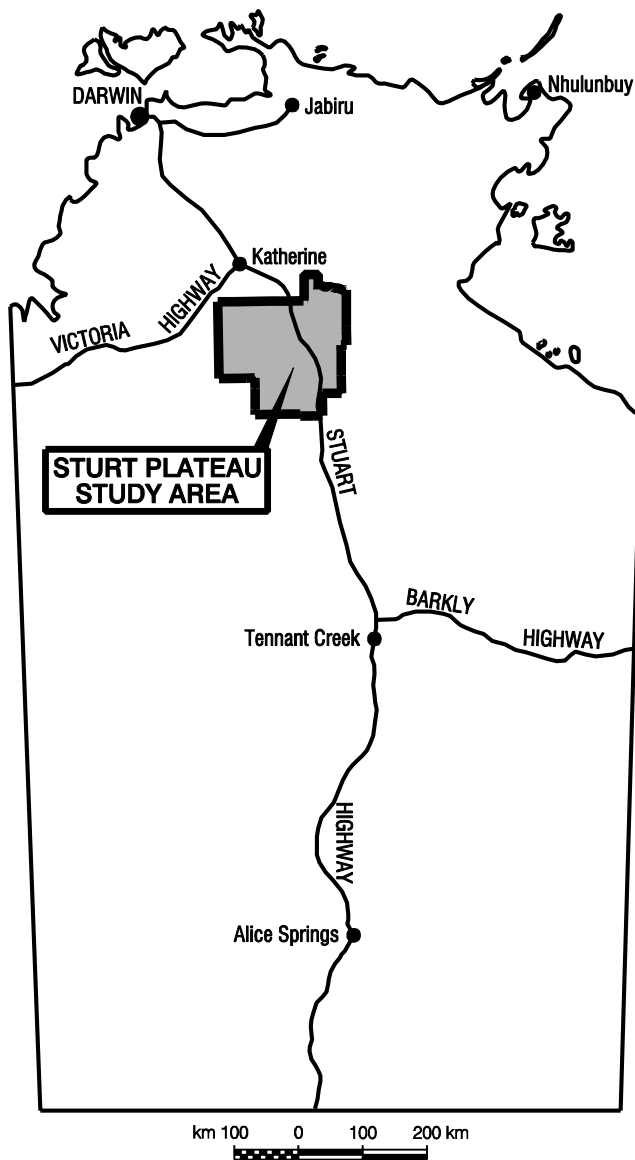 DARWIN
Jabiru
Nhulunbuy
Katherine
VICTORIA HIGHWAY
STURT PLATEAU
STUDY AREA
STUART
BARKLY HIGHWAY
Tennant Creek
HIGHWAY
Alice Springs
km 100 0 100 200 km